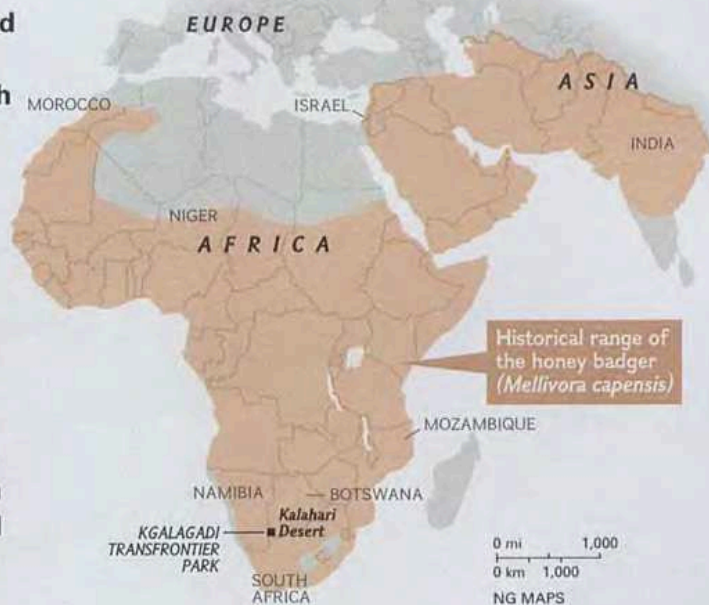 EUROPE
ASIA
MOROCCO
ISRAEL
INDIA
NIGER
AFRICA
Historical range of
the honey badger
(Mellivora capensis)
MOZAMBIQUE
NAMIBIA
BOTSWANA
Kalahari
Desert
KGALAGADI
TRANSFRONTIER
PARK
SOUTH
AFRICA
0 mi 1,000
0 km 1,000
NG MAPS